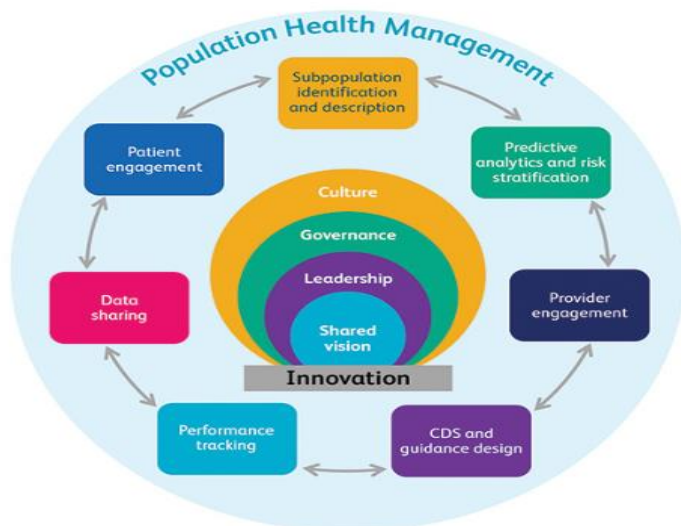 Population Health Management
Subpopulation
identification
and description
Patient
engagement
Predictive
analytics and risk
stratification
Culture
Governance
Leadership
Shared
vision
Innovation
Data
sharing
Provider
engagement
Performance
tracking
CDS and
guidance design